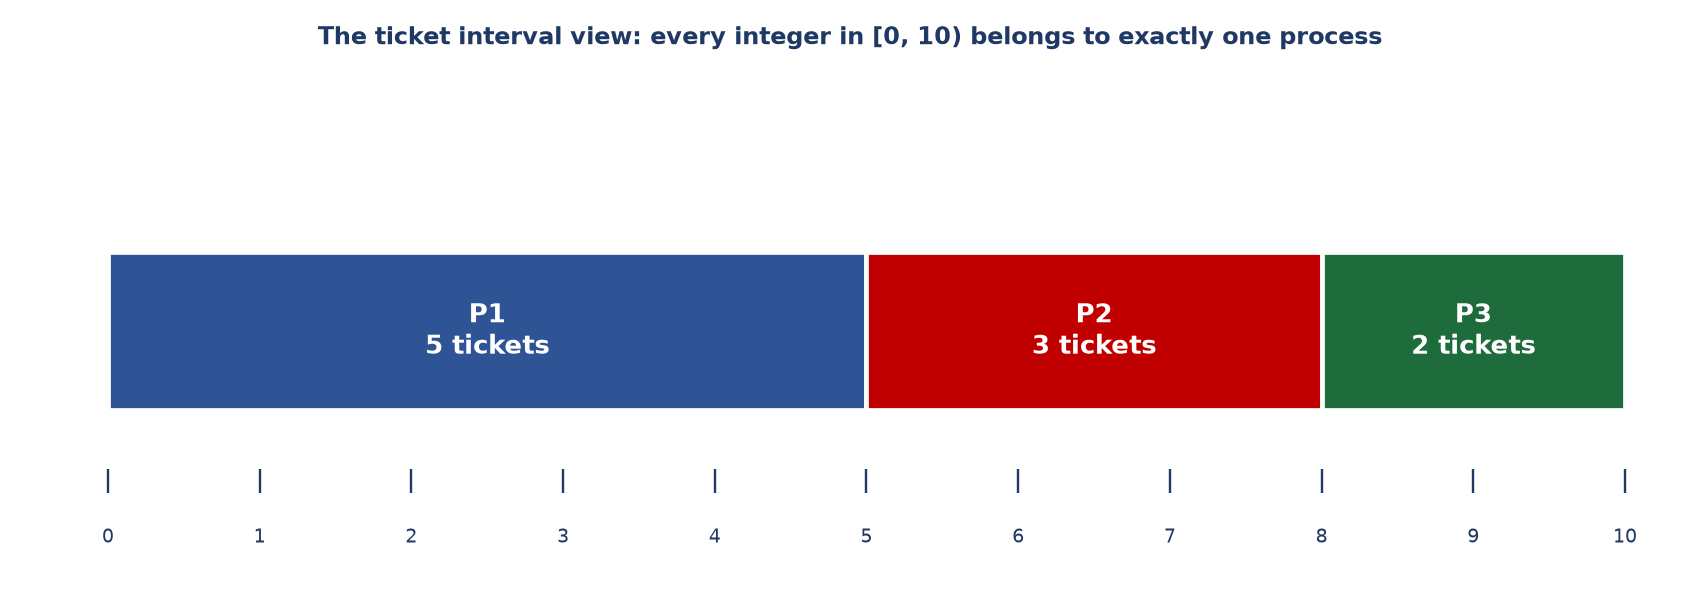 The ticket interval view: every integer in [0, 10) belongs to exactly one process
P1
5 tickets
P2
3 tickets
P3
2 tickets
0 1 2 3 4 5 6 7 8 9 10